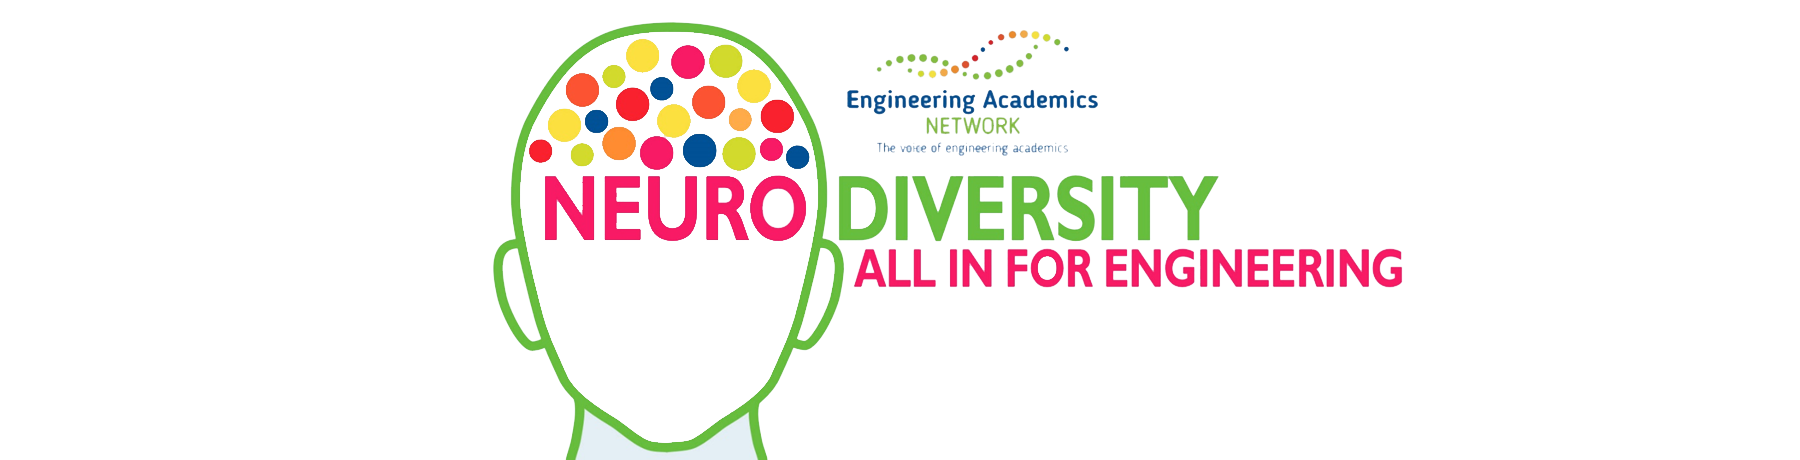 Engineering Academics
NETWORK
The voice of engineering academics
NEURODIVERSITY
ALL IN FOR ENGINEERING